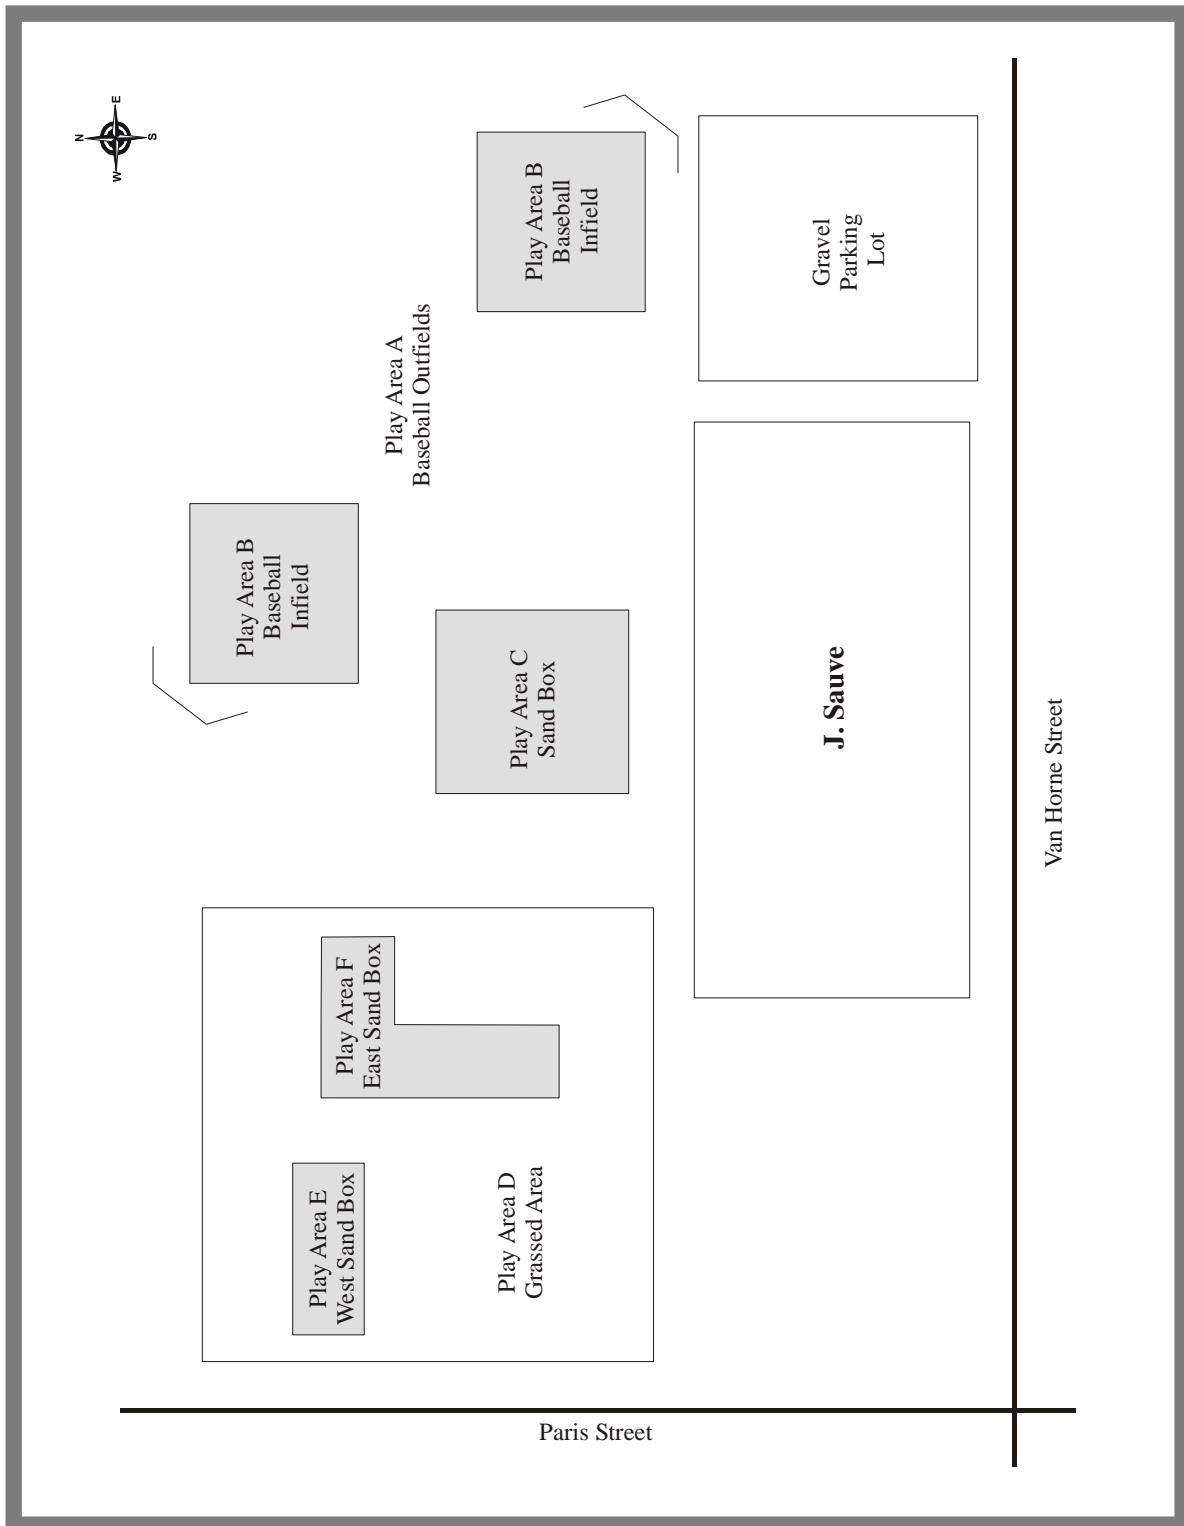 N
E
S
W
Play Area B
Baseball
Infield
Gravel
Parking
Lot
Play Area A
Baseball Outfields
Play Area B
Baseball
Infield
Play Area C
Sand Box
J. Sauve
Van Horne Street
Play Area F
East Sand Box
Play Area E
West Sand Box
Play Area D
Grassed Area
Paris Street